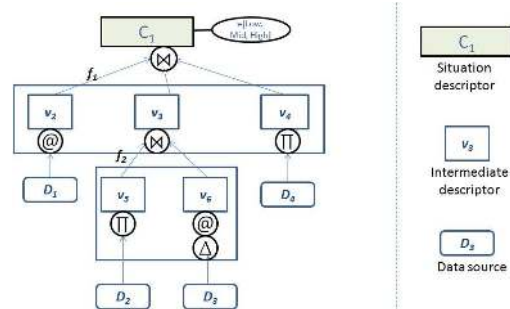 C₁
ϵ{Low,
Mid, High}
⋈
f₁
v₂
v₃
v₄
@
⋈
Π
f₂
D₁
D₄
v₅
v₆
Π
@
Δ
D₂
D₃
C₁
Situation
descriptor
v₃
Intermediate
descriptor
D₃
Data source